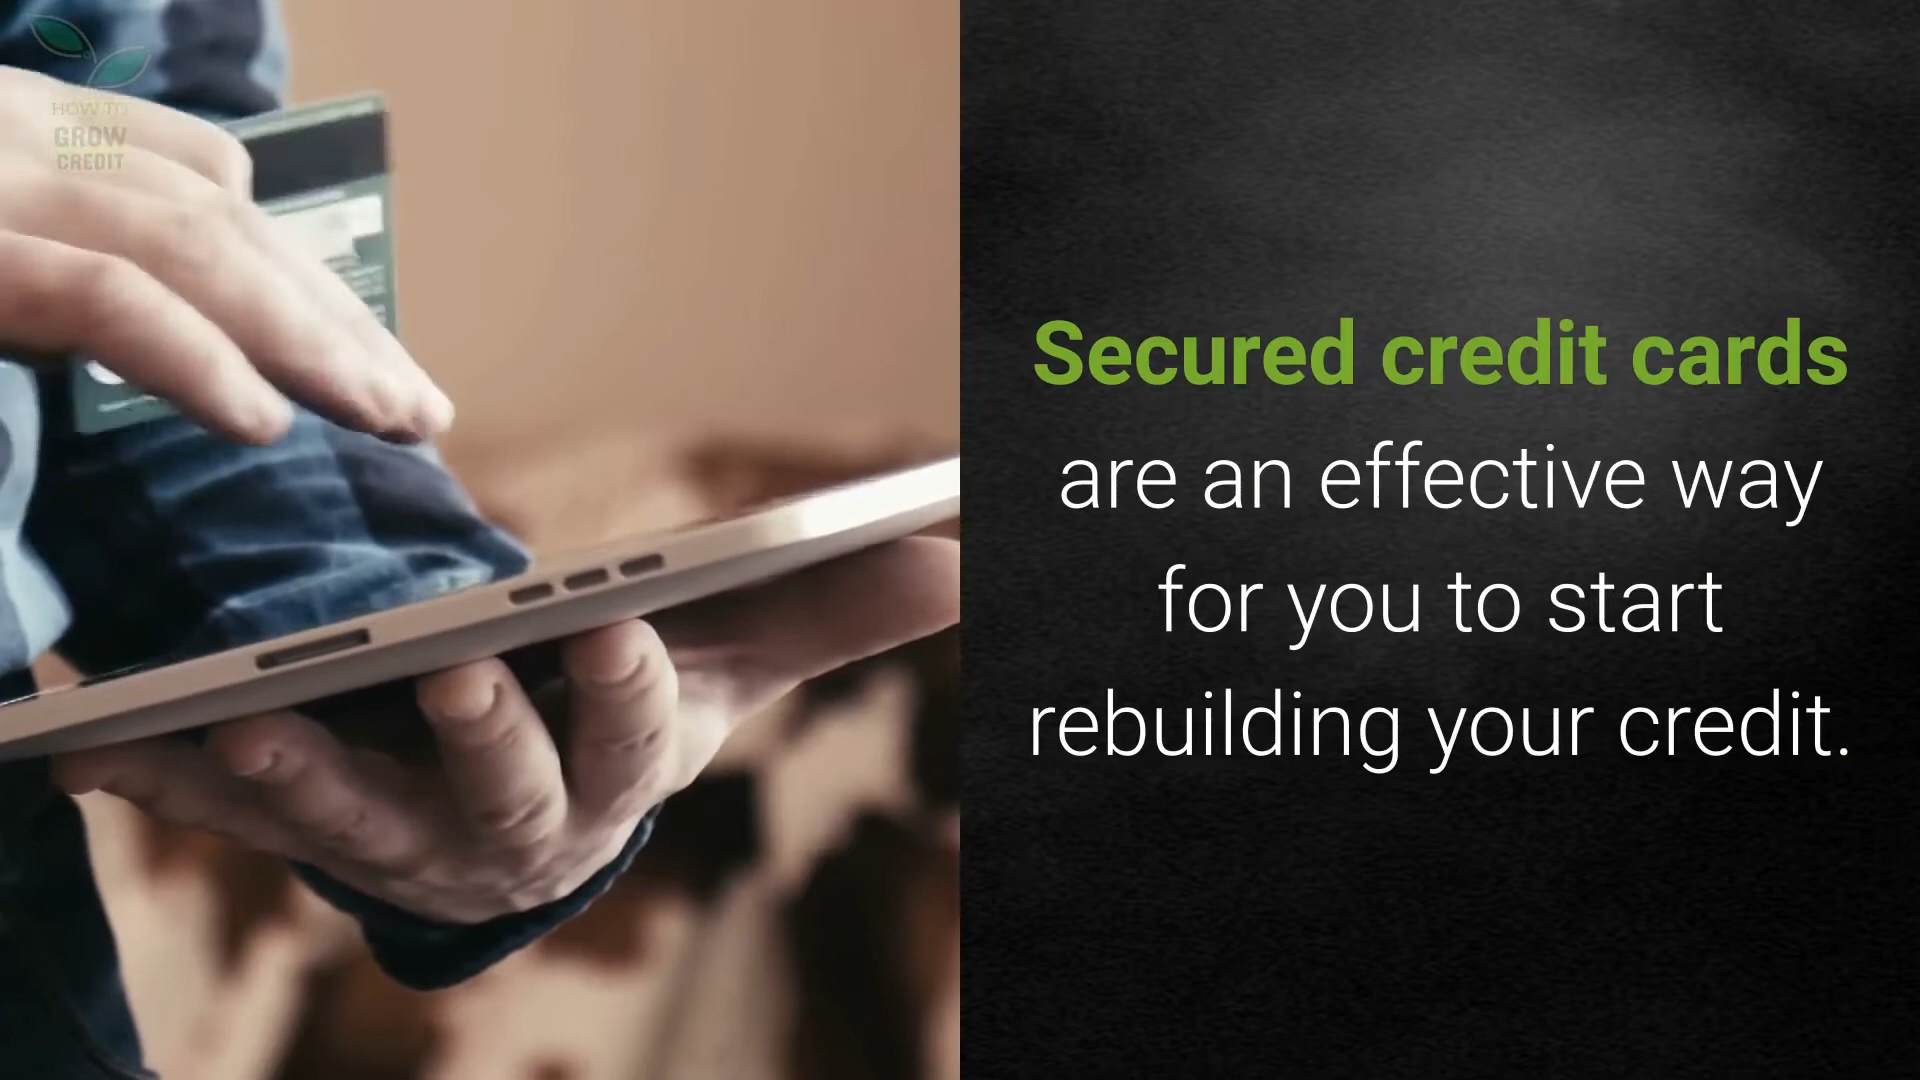 HOW TO
GROW
CREDIT
Secured credit cards
are an effective way
for you to start
rebuilding your credit.